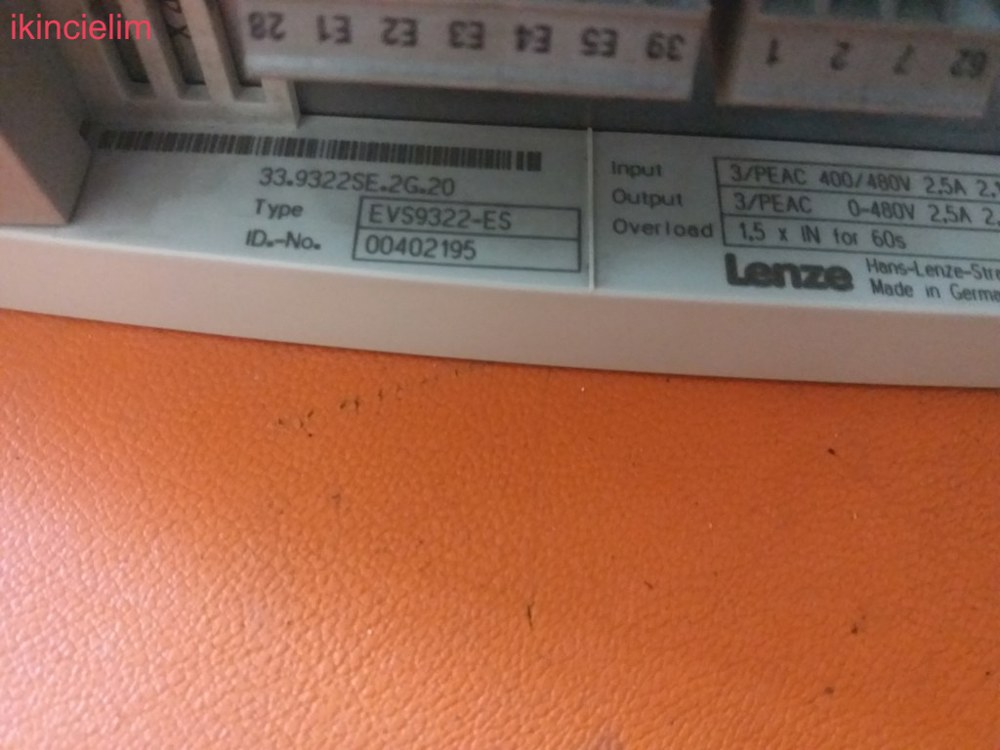 ikincielim
28 E1 E2 E3 E4 E5 39
1 2 7 62
33.9322SE.2G.20
Type EVS9322-ES
ID.-No. 00402195
Input 3/PEAC 400/480V 2.5A
Output 3/PEAC 0-480V 2.5A
Overload 1.5 x IN for 60s
Lenze Hans-Lenze-Str
Made in Germ